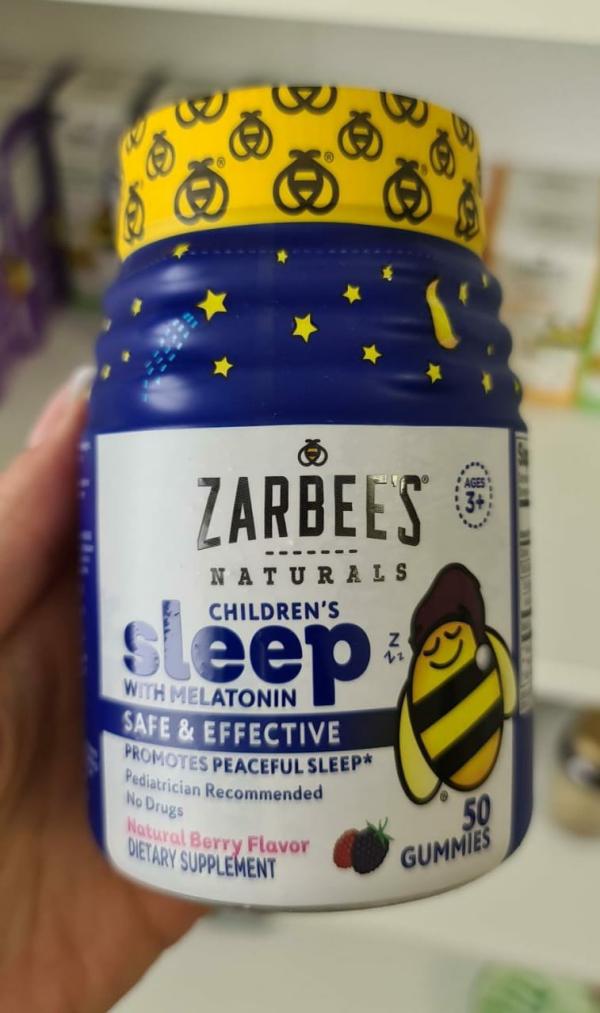 ZARBEE'S®
AGES
3+
NATURALS
CHILDREN'S
sleep
Z
Z
Z
WITH MELATONIN
SAFE & EFFECTIVE
PROMOTES PEACEFUL SLEEP*
Pediatrician Recommended
No Drugs
Natural Berry Flavor
DIETARY SUPPLEMENT
50
GUMMIES